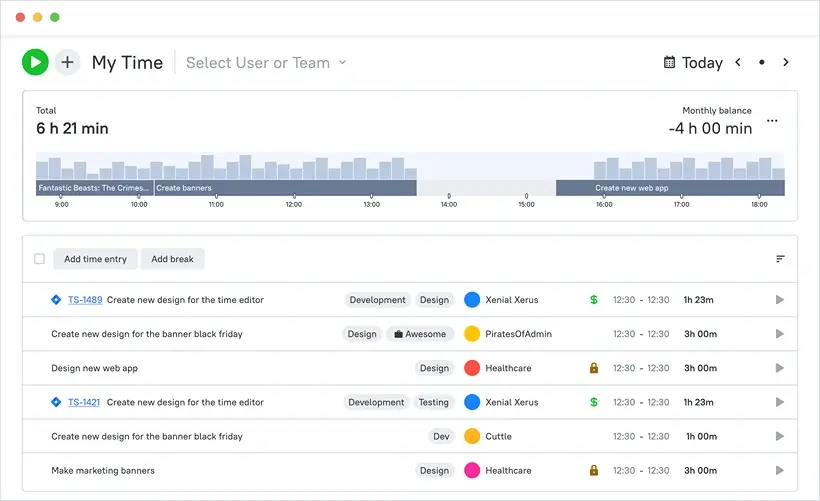 My Time Select User or Team Today
Total
6 h 21 min
Monthly balance
-4 h 00 min
Fantastic Beasts: The Crimes... Create banners Create new web app
0 0
9:00 10:00 11:00 12:00 13:00 14:00 15:00 16:00 17:00 18:00
Add time entry Add break
TS-1489 Create new design for the time editor Development Design Xenial Xerus $ 12:30 - 12:30 1h 23m
Create new design for the banner black friday Design Awesome PiratesOfAdmin 12:30 - 12:30 3h 00m
Design new web app Design Healthcare 12:30 - 12:30 3h 00m
TS-1421 Create new design for the time editor Development Testing Xenial Xerus $ 12:30 - 12:30 1h 23m
Create new design for the banner black friday Dev Cuttle 12:30 - 12:30 1h 00m
Make marketing banners Design Healthcare 12:30 - 12:30 3h 00m